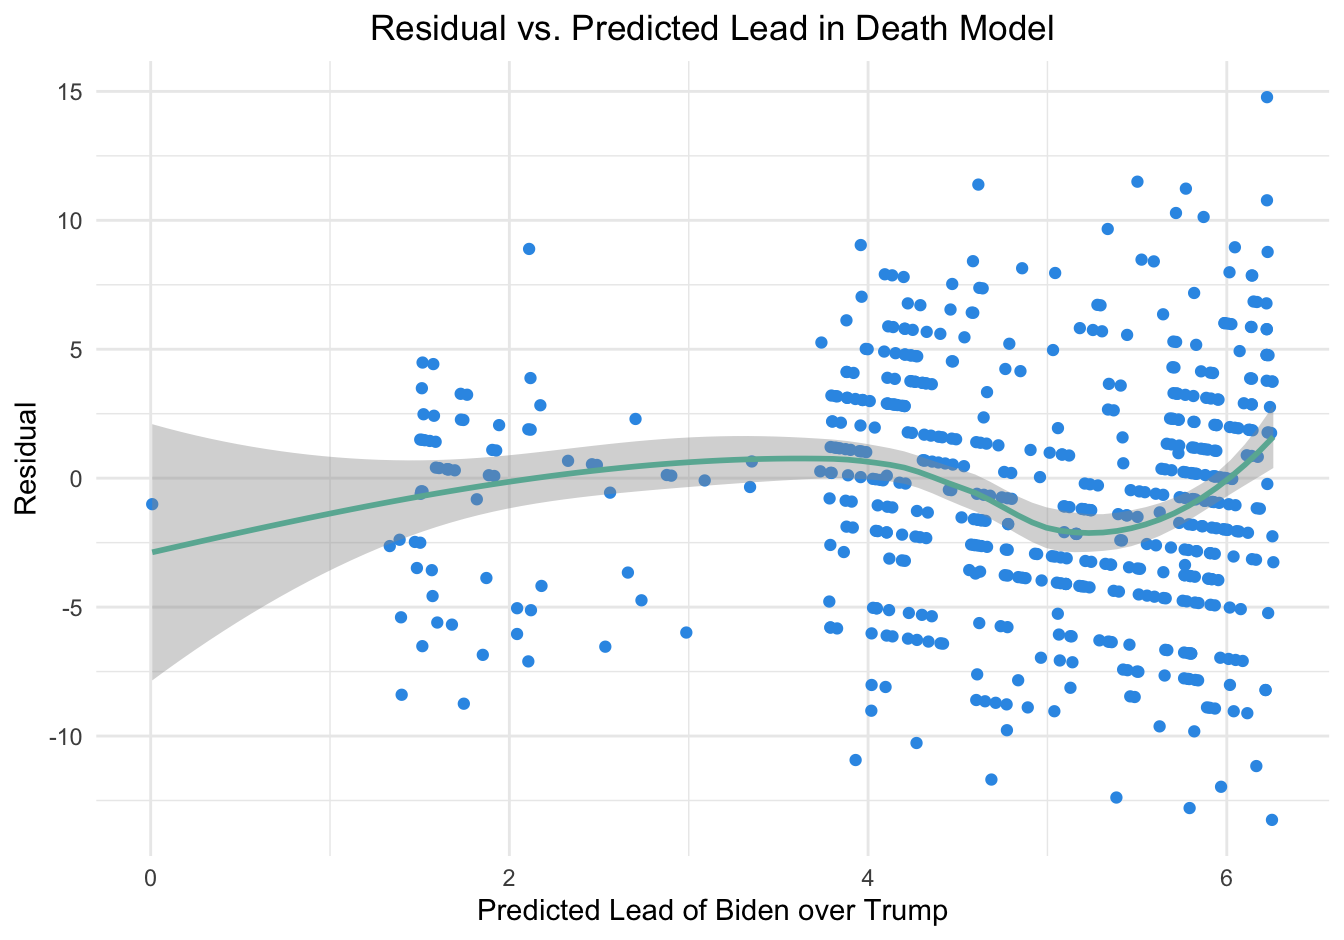 Residual vs. Predicted Lead in Death Model
15
10
5
0
-5
-10
Residual
0 2 4 6
Predicted Lead of Biden over Trump